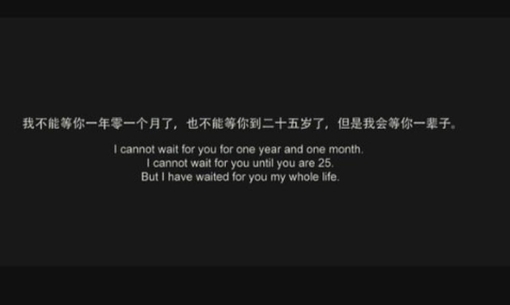 我不能等你一年零一个月了，也不能等你到二十五岁了，但是我会等你一辈子。
I cannot wait for you for one year and one month.
I cannot wait for you until you are 25.
But I have waited for you my whole life.